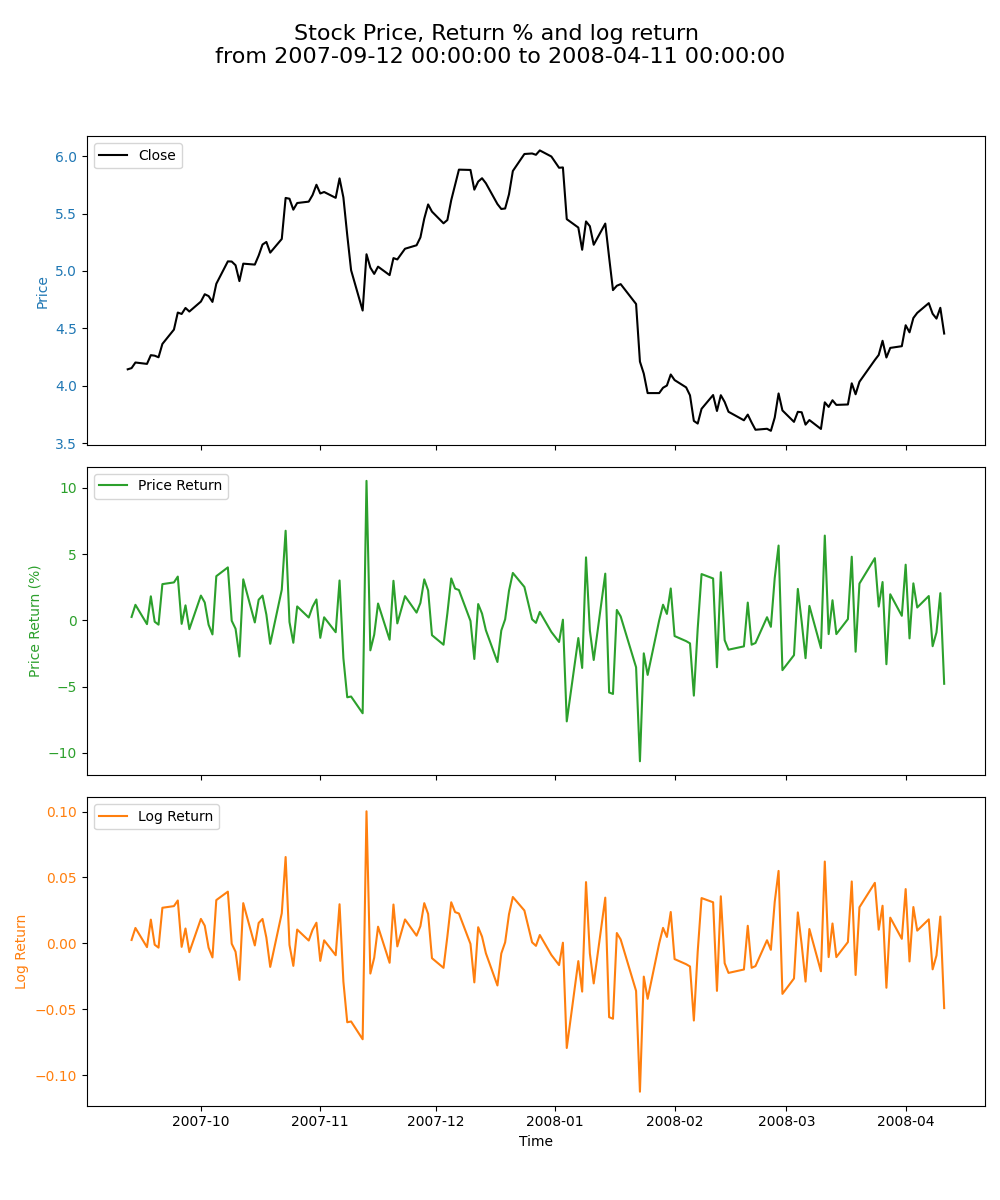 Stock Price, Return % and log return
from 2007-09-12 00:00:00 to 2008-04-11 00:00:00
Close
6.0
5.5
5.0
4.5
4.0
3.5
Price
Price Return
10
5
0
−5
−10
Price Return (%)
Log Return
0.10
0.05
0.00
−0.05
−0.10
Log Return
2007-10
2007-11
2007-12
2008-01
2008-02
2008-03
2008-04
Time